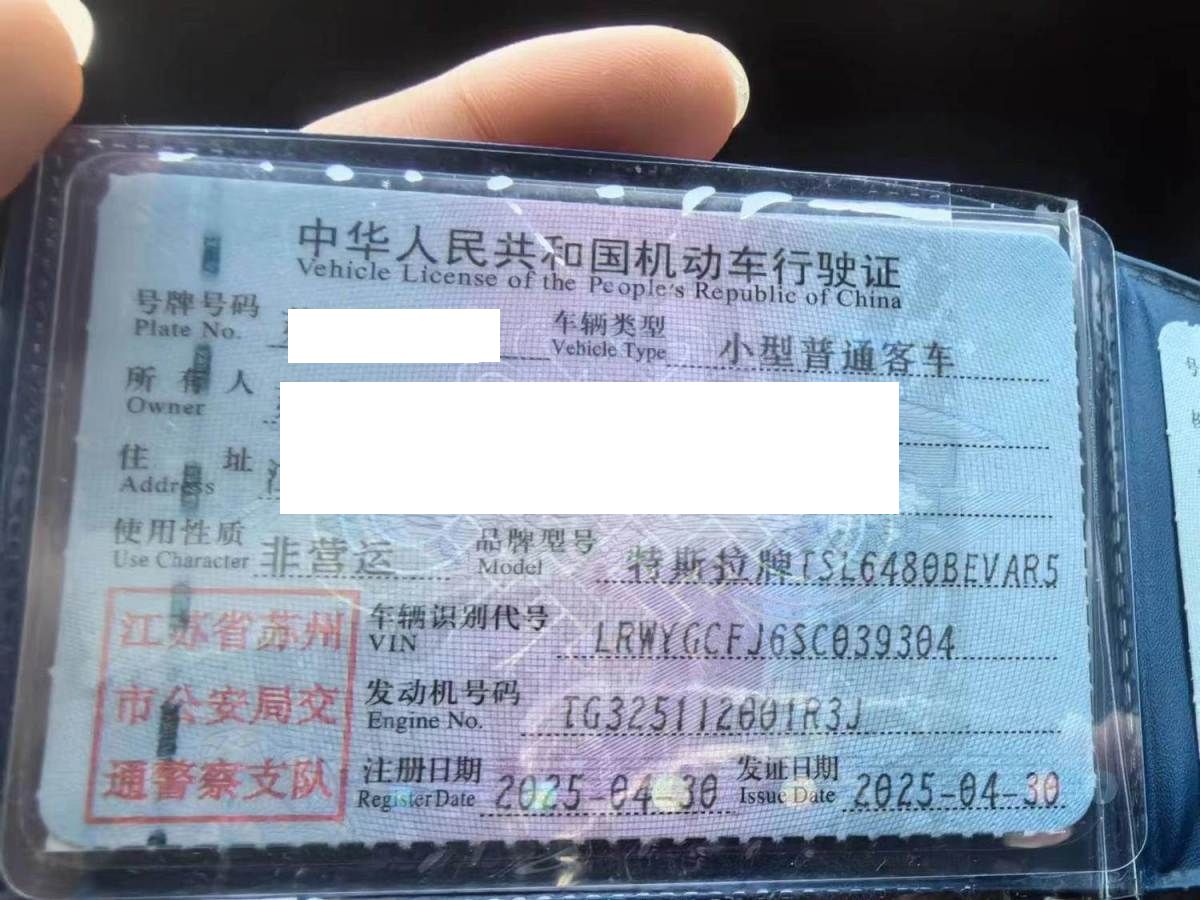 中华人民共和国机动车行驶证
Vehicle License of the People's Republic of China
号牌号码
Plate No.
车辆类型 小型普通客车
Vehicle Type
所有人
Owner
住址
Address
使用性质 非营运
Use Character
品牌型号 特斯拉牌TSL6480BEVAR5
Model
车辆识别代号 LRWYGCFJ6SC039304
VIN
发动机号码 TG325112001R3J
Engine No.
注册日期 2025-04-30
Register Date
发证日期 2025-04-30
Issue Date
江苏省苏州
市公安局交
通警察支队